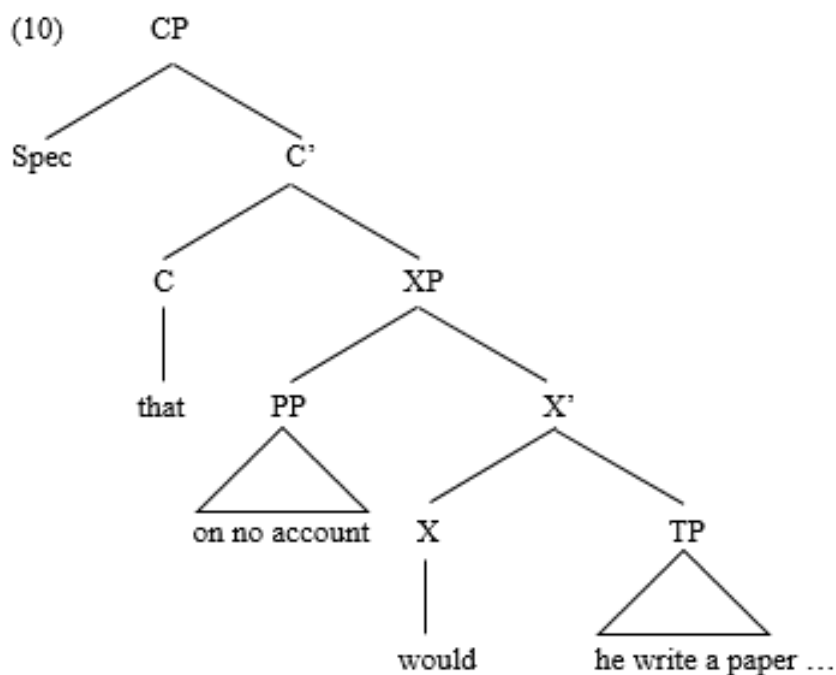 (10) CP
Spec C’
C XP
that PP X’
on no account X TP
would he write a paper …